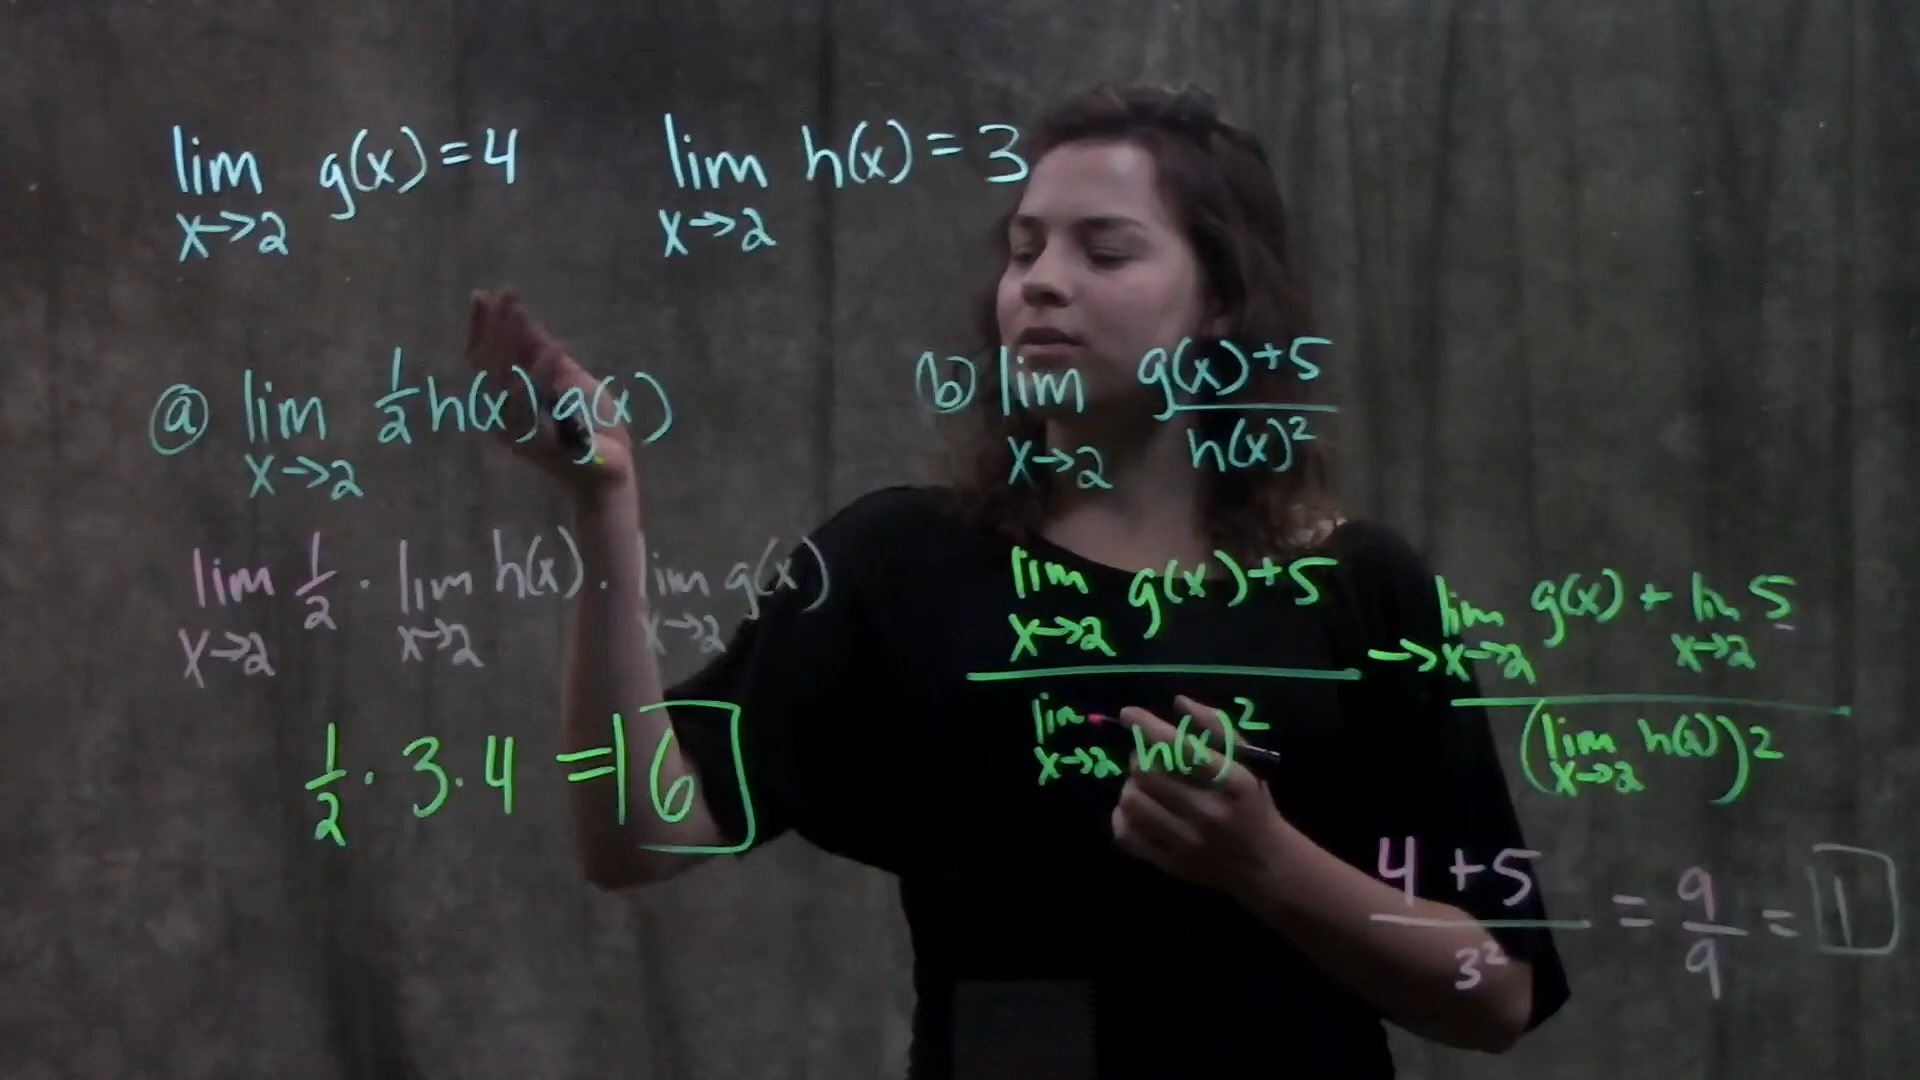 lim g(x) = 4
x→2
lim h(x) = 3
x→2
ⓐ lim 1/2 h(x) g(x)
x→2
lim 1/2 · lim h(x) · lim g(x)
x→2 x→2 x→2
1/2 · 3 · 4 = 6
ⓑ lim g(x)+5
x→2 h(x)²
lim g(x)+5
x→2
lim h(x)²
x→2
→ lim g(x) + lim 5
x→2 x→2
(lim h(x))²
x→2
4+5 = 9 = 1
3² 9